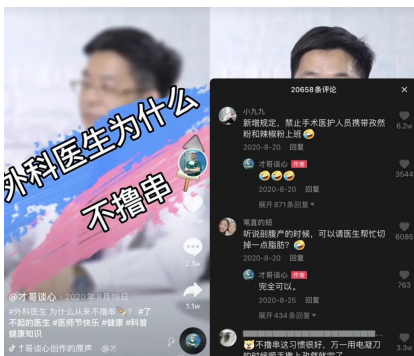 外科医生为什么
不撸串
2.1w
1.1w
@才哥谈心 · 2020年8月19日
#外科医生 为什么从来不撸串? #了
不起的医生 #医师节快乐 #健康 #科普
健康知识
才哥谈心创作的原声 @才
20658条评论
小九九
新增规定,禁止手术医护人员携带孜然
粉和辣椒粉上班
6.2w
2020-8-20 回复
才哥谈心 作者
3544
2020-8-20 回复
展开871条回复
笔直的妞
听说剖腹产的时候,可以请医生帮忙切
掉一点脂肪?
6085
2020-8-20 回复
才哥谈心 作者
完全可以。
763
2020-8-25 回复
展开434条回复
不撸串这习惯很好,万一用电凝刀
3.3w